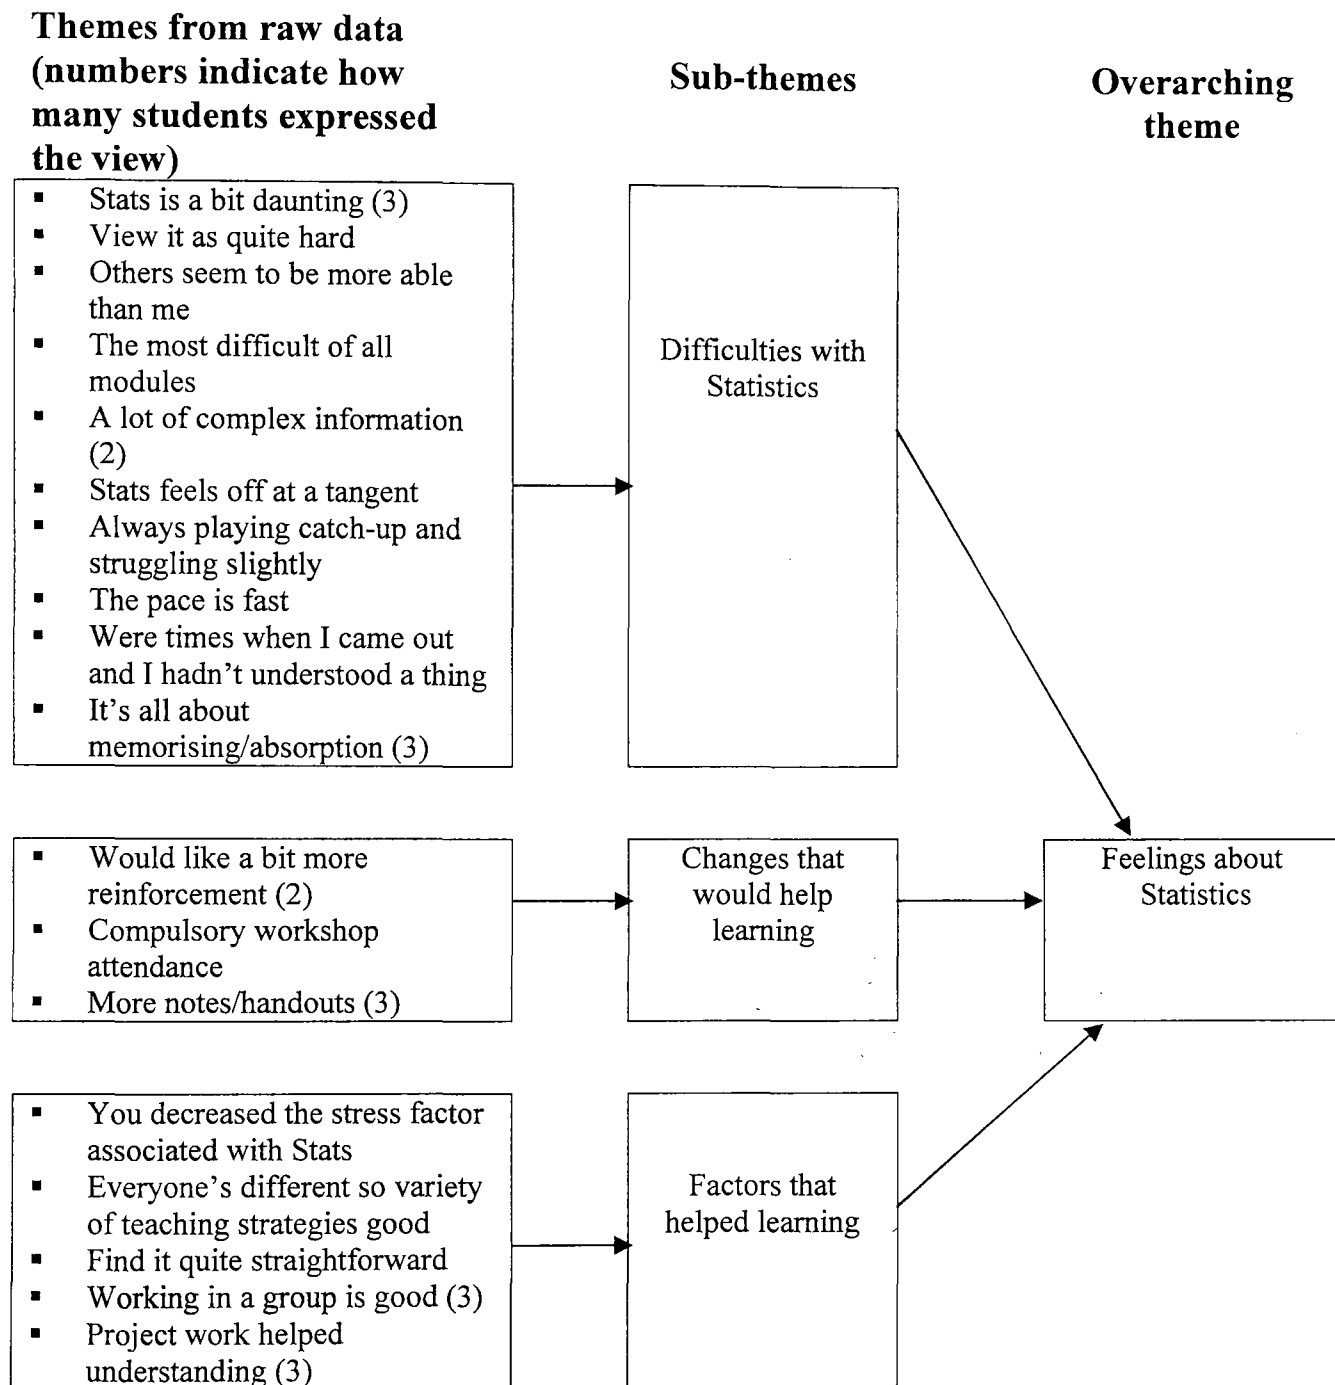 Themes from raw data
(numbers indicate how
many students expressed
the view)
Sub-themes
Overarching
theme
▪ Stats is a bit daunting (3)
▪ View it as quite hard
▪ Others seem to be more able
than me
▪ The most difficult of all
modules
▪ A lot of complex information
(2)
▪ Stats feels off at a tangent
▪ Always playing catch-up and
struggling slightly
▪ The pace is fast
▪ Were times when I came out
and I hadn't understood a thing
▪ It's all about
memorising/absorption (3)
Difficulties with
Statistics
▪ Would like a bit more
reinforcement (2)
▪ Compulsory workshop
attendance
▪ More notes/handouts (3)
Changes that
would help
learning
Feelings about
Statistics
▪ You decreased the stress factor
associated with Stats
▪ Everyone's different so variety
of teaching strategies good
▪ Find it quite straightforward
▪ Working in a group is good (3)
▪ Project work helped
understanding (3)
Factors that
helped learning